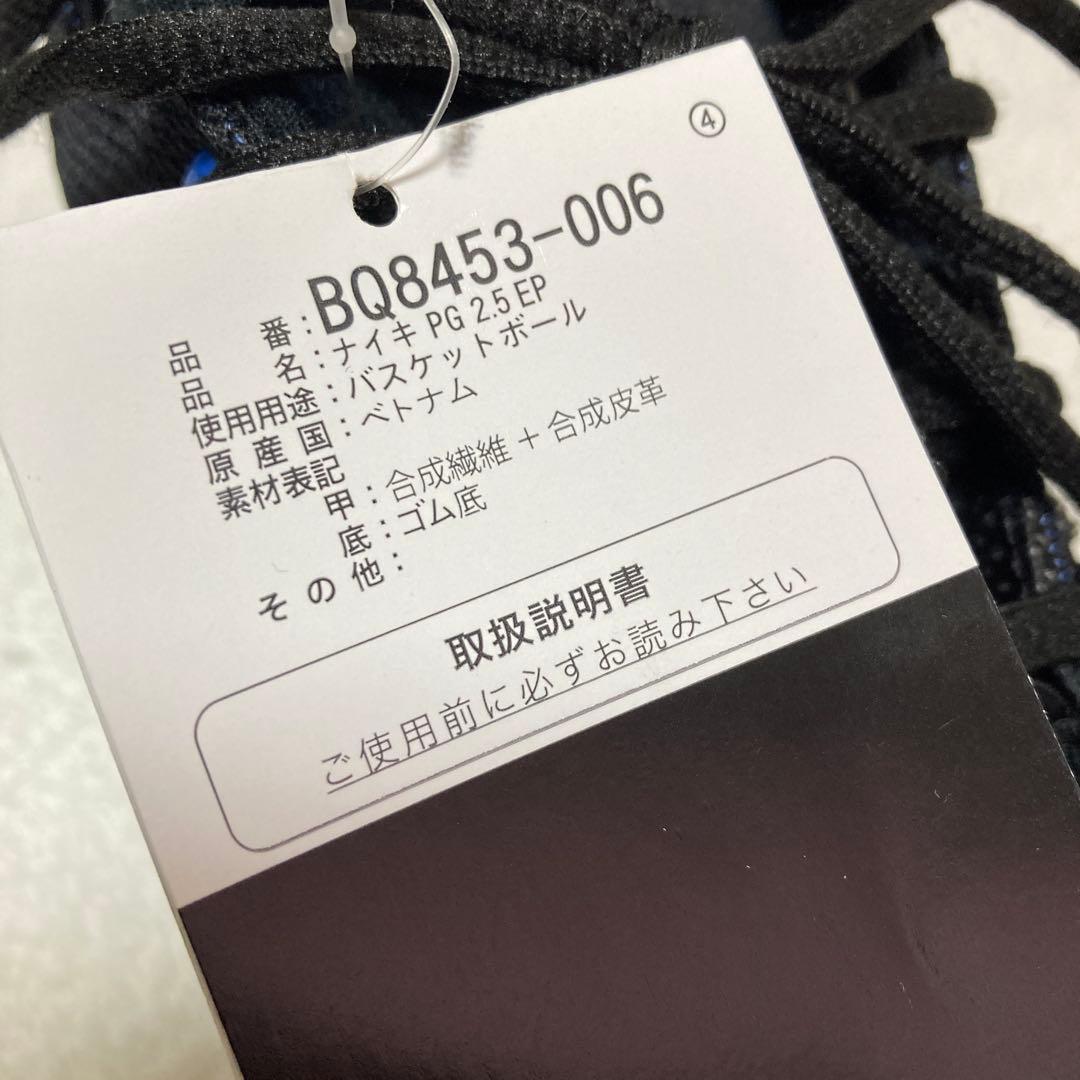 ④
品番:BQ8453-006
品名:ナイキ PG 2.5 EP
使用用途:バスケットボール
原産国:ベトナム
素材表記
甲:合成繊維+合成皮革
底:ゴム底
その他:
取扱説明書
ご使用前に必ずお読み下さい